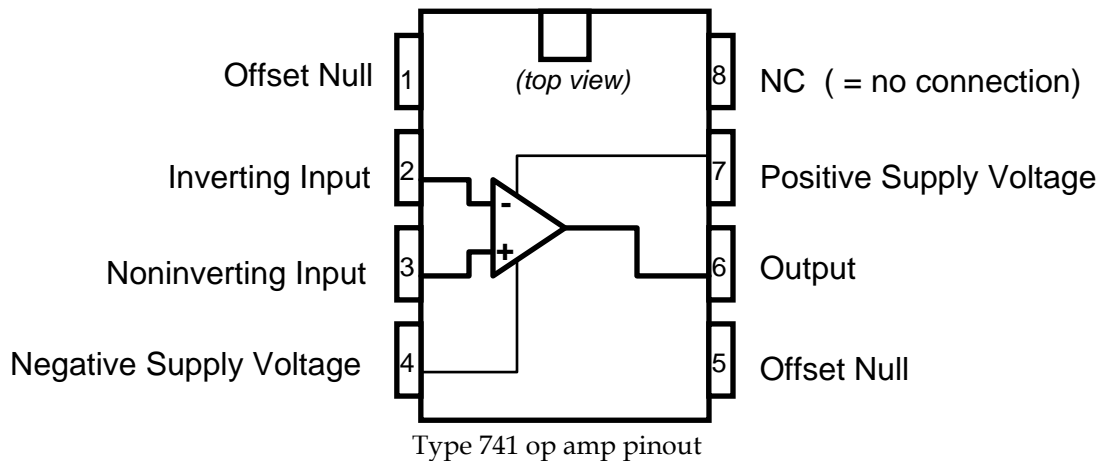 Offset Null 1 (top view) 8 NC ( = no connection)
Inverting Input 2 - 7 Positive Supply Voltage
Noninverting Input 3 + 6 Output
Negative Supply Voltage 4 5 Offset Null
Type 741 op amp pinout